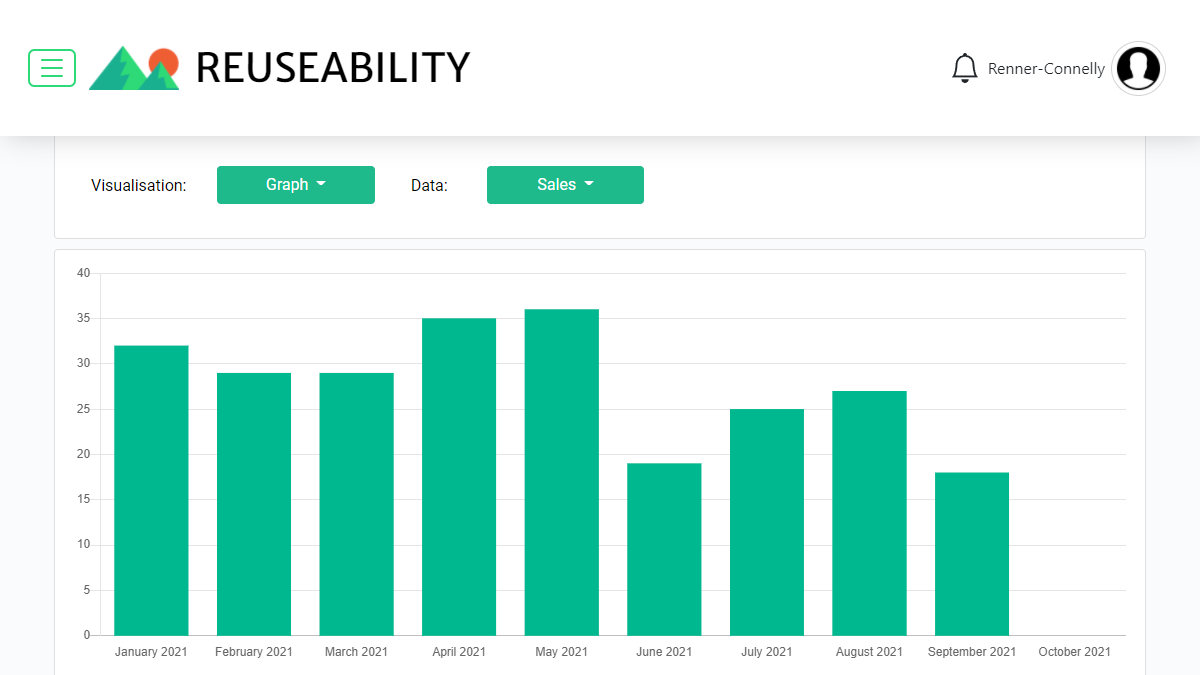 REUSEABILITY
Renner-Connelly
Visualisation: Graph Data: Sales
40
35
30
25
20
15
10
5
0
January 2021 February 2021 March 2021 April 2021 May 2021 June 2021 July 2021 August 2021 September 2021 October 2021